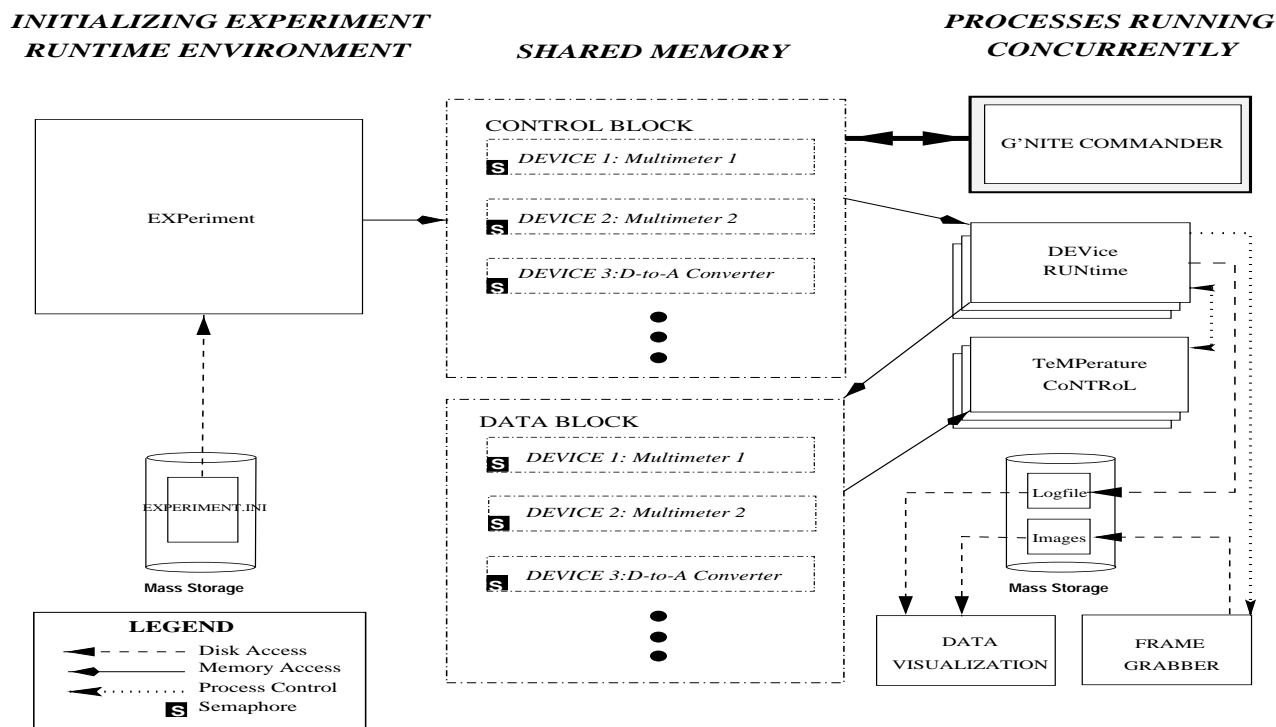 INITIALIZING EXPERIMENT
RUNTIME ENVIRONMENT
SHARED MEMORY
PROCESSES RUNNING
CONCURRENTLY
EXPeriment
EXPERIMENT.INI
Mass Storage
CONTROL BLOCK
S DEVICE 1: Multimeter 1
S DEVICE 2: Multimeter 2
S DEVICE 3:D-to-A Converter
DATA BLOCK
S DEVICE 1: Multimeter 1
S DEVICE 2: Multimeter 2
S DEVICE 3:D-to-A Converter
G'NITE COMMANDER
DEVice
RUNtime
TeMPerature
CoNTRoL
Logfile
Images
Mass Storage
DATA
VISUALIZATION
FRAME
GRABBER
LEGEND
Disk Access
Memory Access
Process Control
S Semaphore